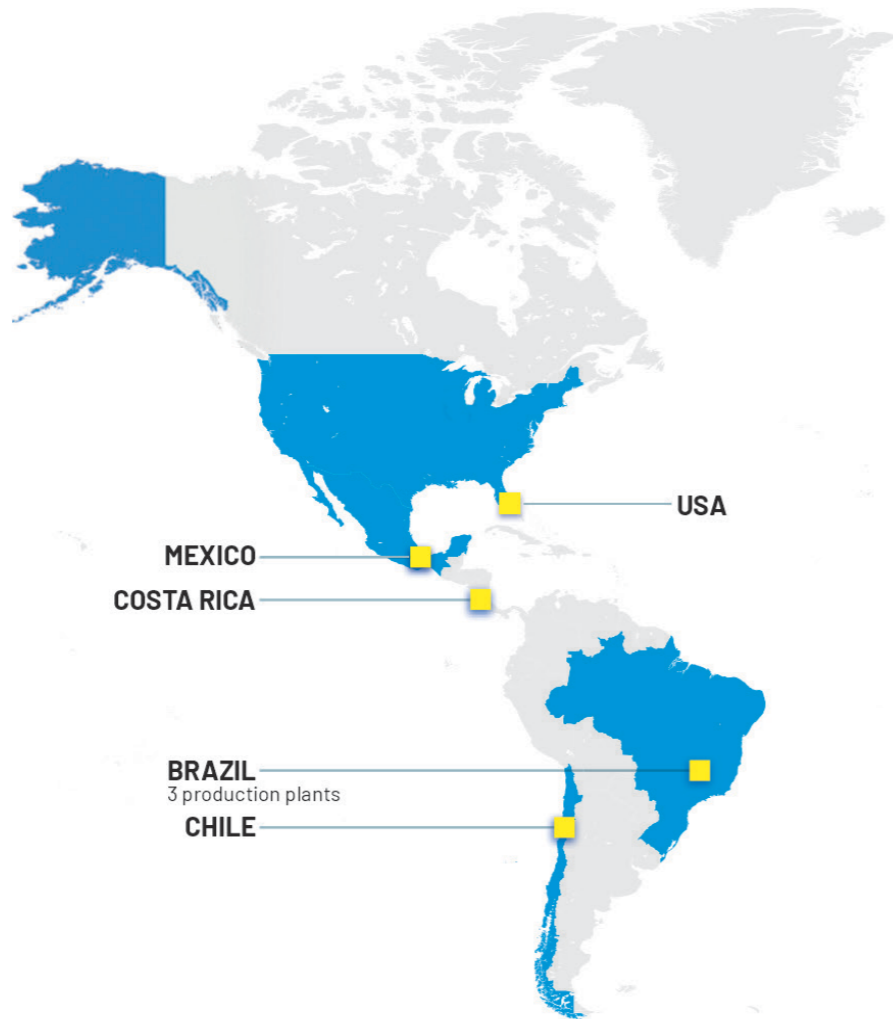 USA
MEXICO
COSTA RICA
BRAZIL
3 production plants
CHILE